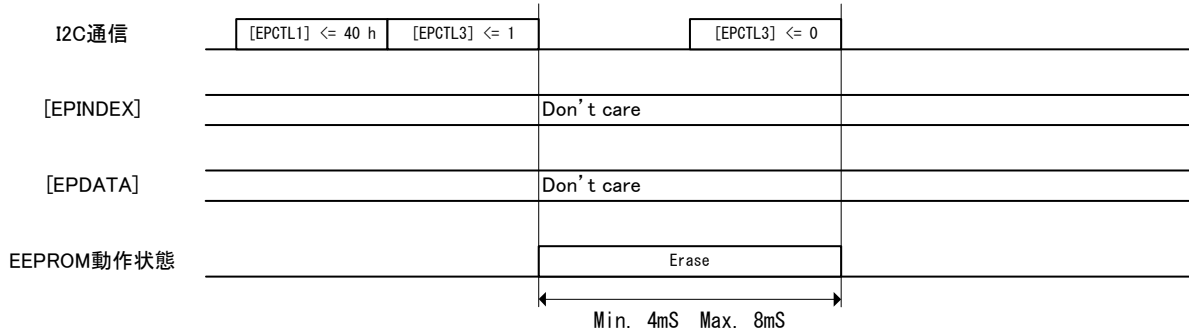 I2C通信
[EPCTL1] <= 40 h
[EPCTL3] <= 1
[EPCTL3] <= 0
[EPINDEX]
Don't care
[EPDATA]
Don't care
EEPROM動作状態
Erase
Min. 4mS Max. 8mS